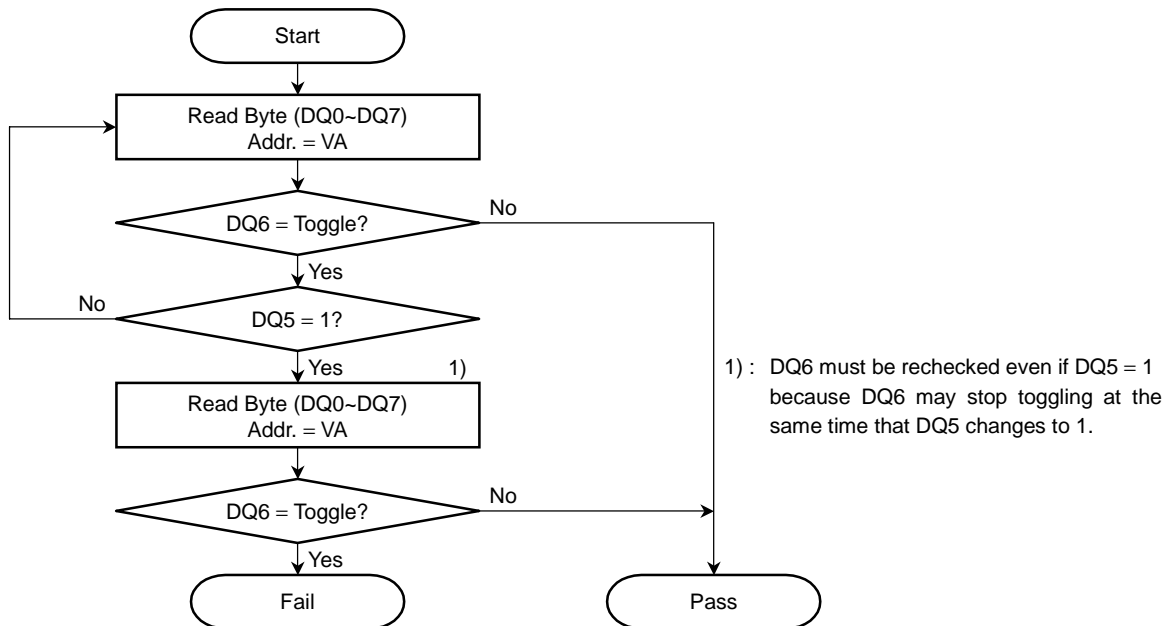 Start
Read Byte (DQ0~DQ7)
Addr. = VA
DQ6 = Toggle?
No
Yes
No
DQ5 = 1?
Yes
1)
Read Byte (DQ0~DQ7)
Addr. = VA
1) : DQ6 must be rechecked even if DQ5 = 1
because DQ6 may stop toggling at the
same time that DQ5 changes to 1.
DQ6 = Toggle?
No
Yes
Fail
Pass